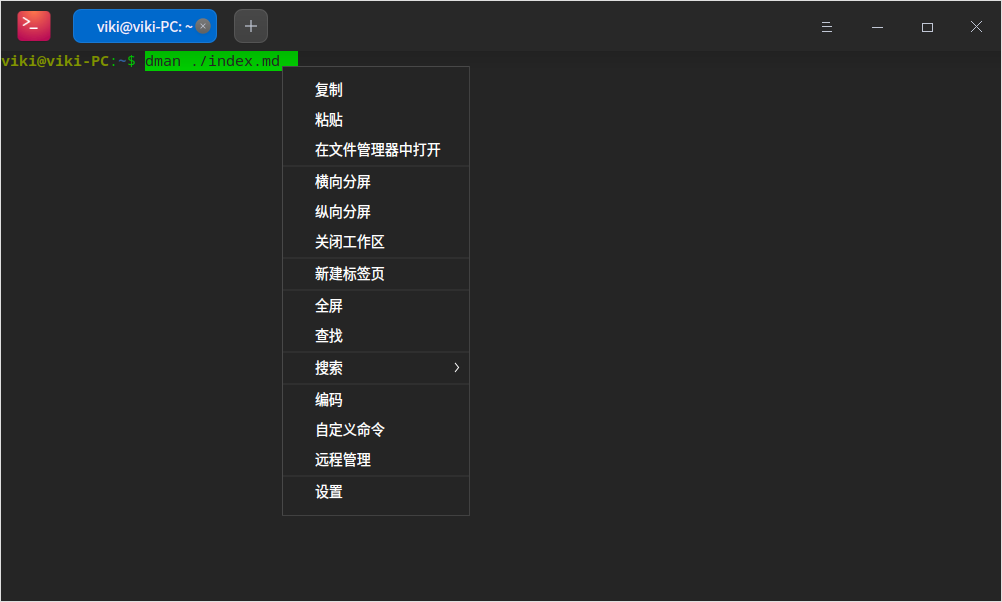 viki@viki-PC: ~
viki@viki-PC:~$ dman ./index.md
复制
粘贴
在文件管理器中打开
横向分屏
纵向分屏
关闭工作区
新建标签页
全屏
查找
搜索
编码
自定义命令
远程管理
设置